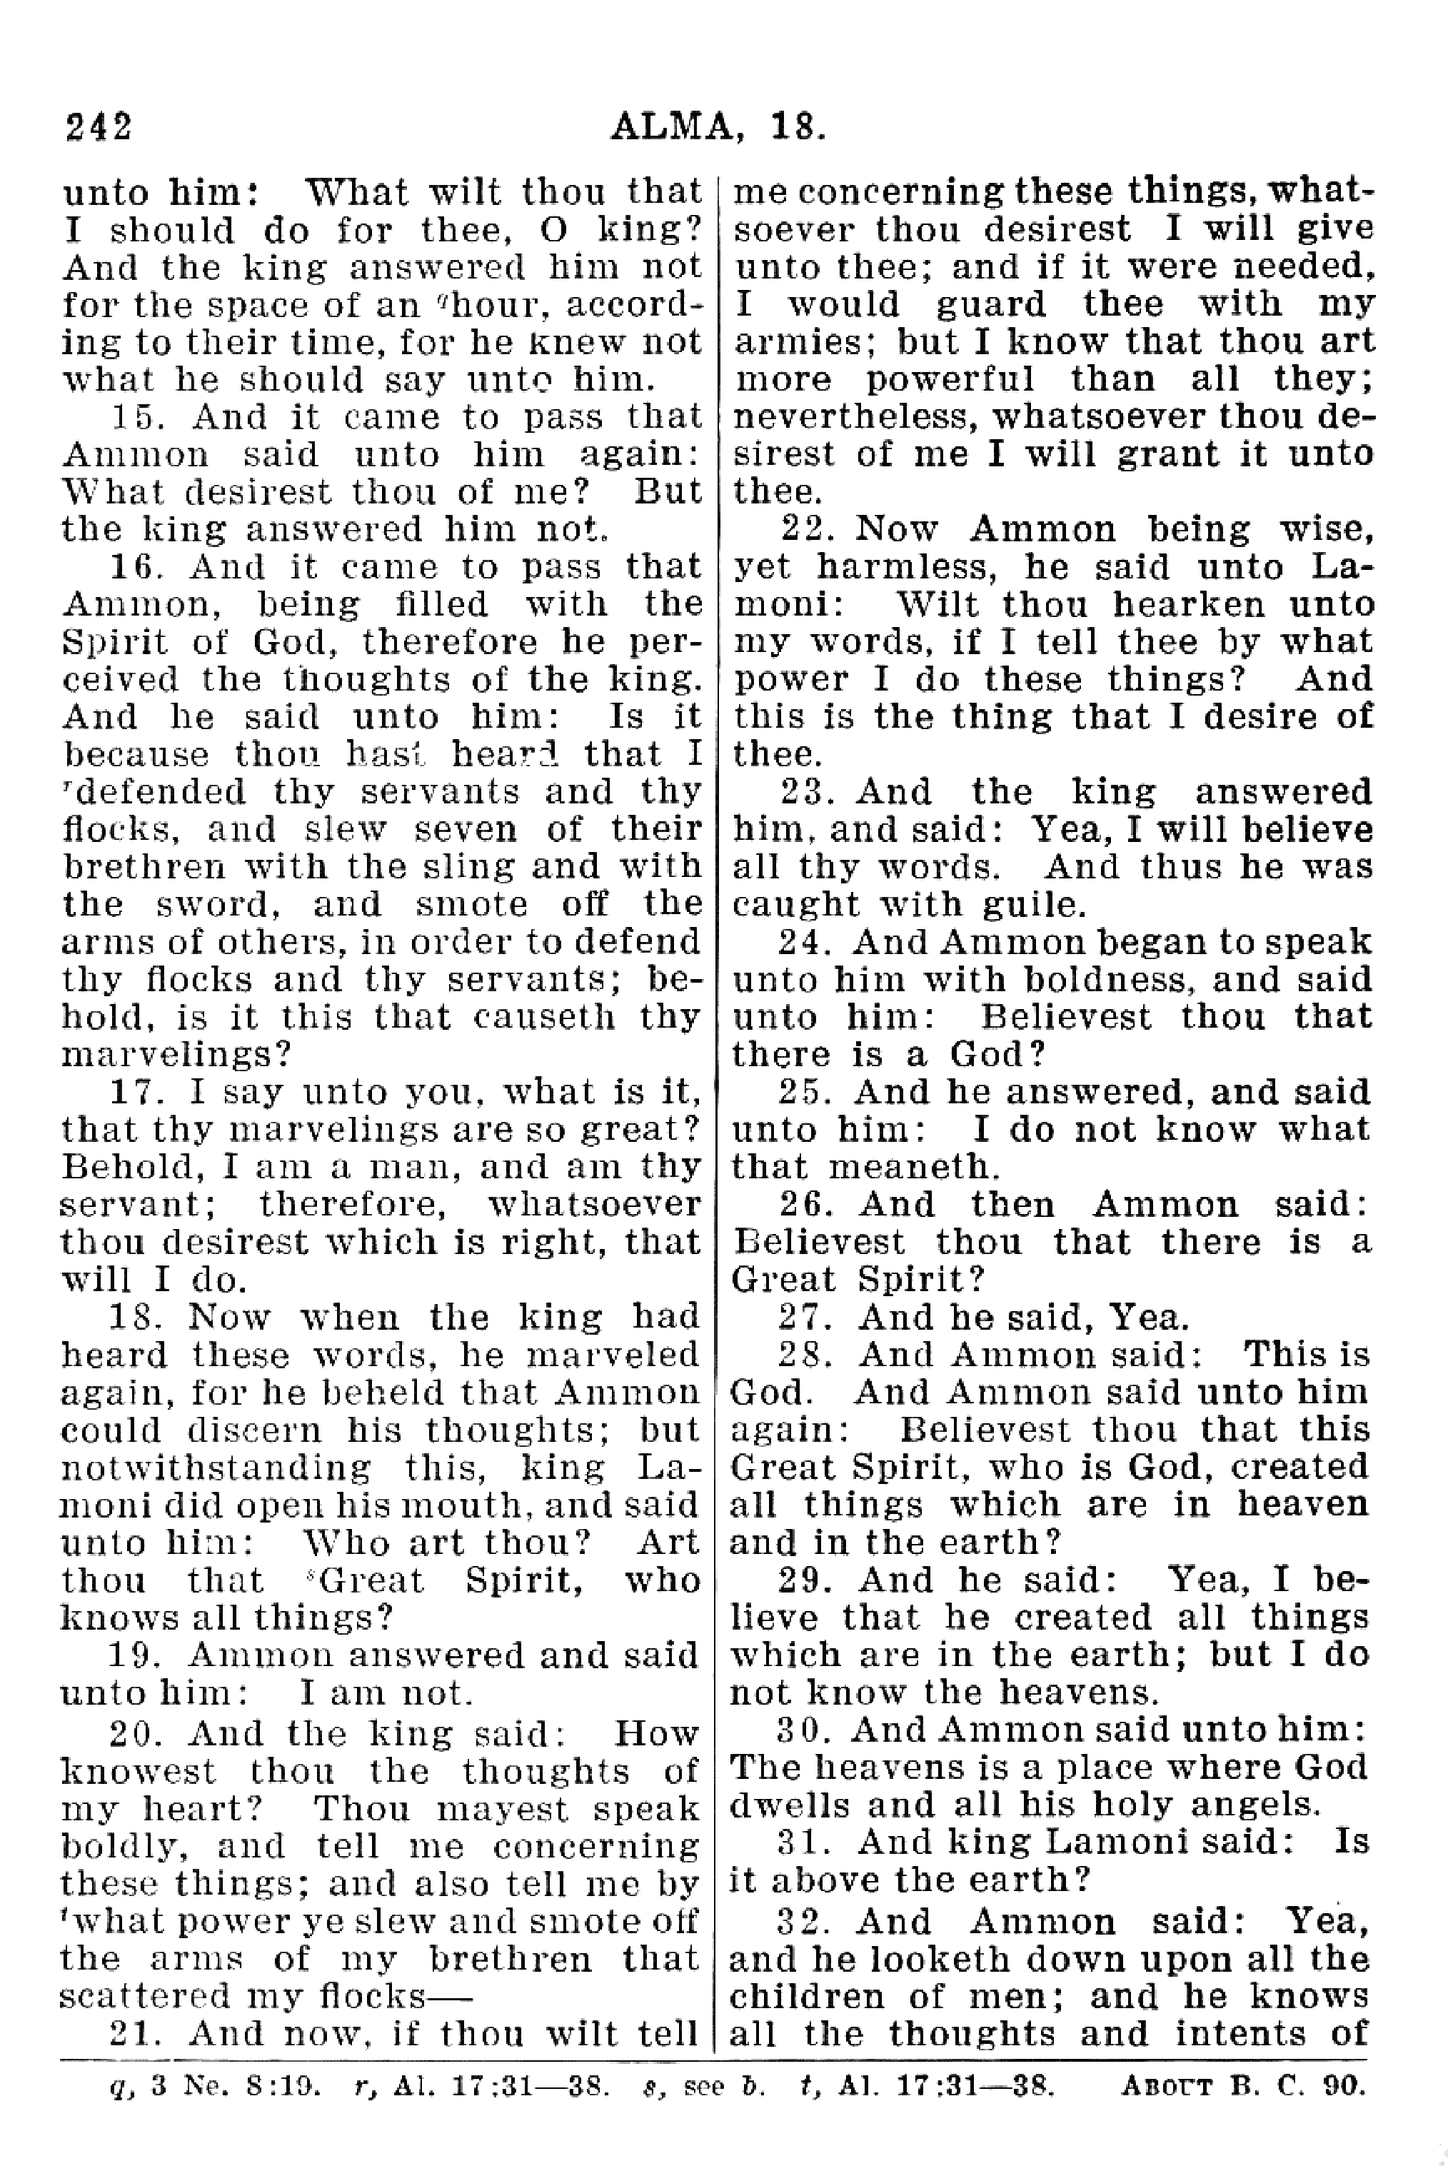 242
ALMA, 18.
unto him: What wilt thou that
I should do for thee, O king?
And the king answered him not
for the space of an qhour, accord-
ing to their time, for he knew not
what he should say unto him.
15. And it came to pass that
Ammon said unto him again:
What desirest thou of me? But
the king answered him not.
16. And it came to pass that
Ammon, being filled with the
Spirit of God, therefore he per-
ceived the thoughts of the king.
And he said unto him: Is it
because thou hast heard that I
rdefended thy servants and thy
flocks, and slew seven of their
brethren with the sling and with
the sword, and smote off the
arms of others, in order to defend
thy flocks and thy servants; be-
hold, is it this that causeth thy
marvelings?
17. I say unto you, what is it,
that thy marvelings are so great?
Behold, I am a man, and am thy
servant; therefore, whatsoever
thou desirest which is right, that
will I do.
18. Now when the king had
heard these words, he marveled
again, for he beheld that Ammon
could discern his thoughts; but
notwithstanding this, king La-
moni did open his mouth, and said
unto him: Who art thou? Art
thou that sGreat Spirit, who
knows all things?
19. Ammon answered and said
unto him: I am not.
20. And the king said: How
knowest thou the thoughts of
my heart? Thou mayest speak
boldly, and tell me concerning
these things; and also tell me by
twhat power ye slew and smote off
the arms of my brethren that
scattered my flocks—
21. And now, if thou wilt tell
me concerning these things, what-
soever thou desirest I will give
unto thee; and if it were needed,
I would guard thee with my
armies; but I know that thou art
more powerful than all they;
nevertheless, whatsoever thou de-
sirest of me I will grant it unto
thee.
22. Now Ammon being wise,
yet harmless, he said unto La-
moni: Wilt thou hearken unto
my words, if I tell thee by what
power I do these things? And
this is the thing that I desire of
thee.
23. And the king answered
him, and said: Yea, I will believe
all thy words. And thus he was
caught with guile.
24. And Ammon began to speak
unto him with boldness, and said
unto him: Believest thou that
there is a God?
25. And he answered, and said
unto him: I do not know what
that meaneth.
26. And then Ammon said:
Believest thou that there is a
Great Spirit?
27. And he said, Yea.
28. And Ammon said: This is
God. And Ammon said unto him
again: Believest thou that this
Great Spirit, who is God, created
all things which are in heaven
and in the earth?
29. And he said: Yea, I be-
lieve that he created all things
which are in the earth; but I do
not know the heavens.
30. And Ammon said unto him:
The heavens is a place where God
dwells and all his holy angels.
31. And king Lamoni said: Is
it above the earth?
32. And Ammon said: Yea,
and he looketh down upon all the
children of men; and he knows
all the thoughts and intents of
q, 3 Ne. 8:19. r, Al. 17:31—38. s, see b. t, Al. 17:31—38. ABOUT B. C. 90.